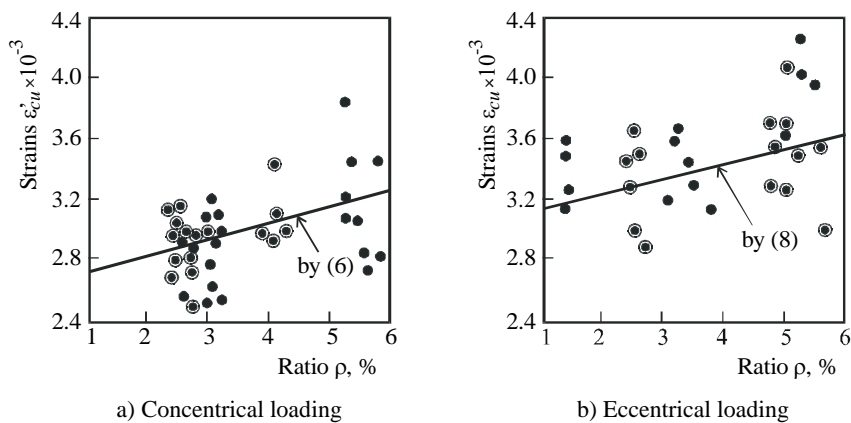 4.4
4.0
3.6
3.2
2.8
2.4
Strains ε'cu×10-3
by (6)
1 2 3 4 5 6
Ratio ρ, %
a) Concentrical loading
4.4
4.0
3.6
3.2
2.8
2.4
Strains εcu×10-3
by (8)
1 2 3 4 5 6
Ratio ρ, %
b) Eccentrical loading